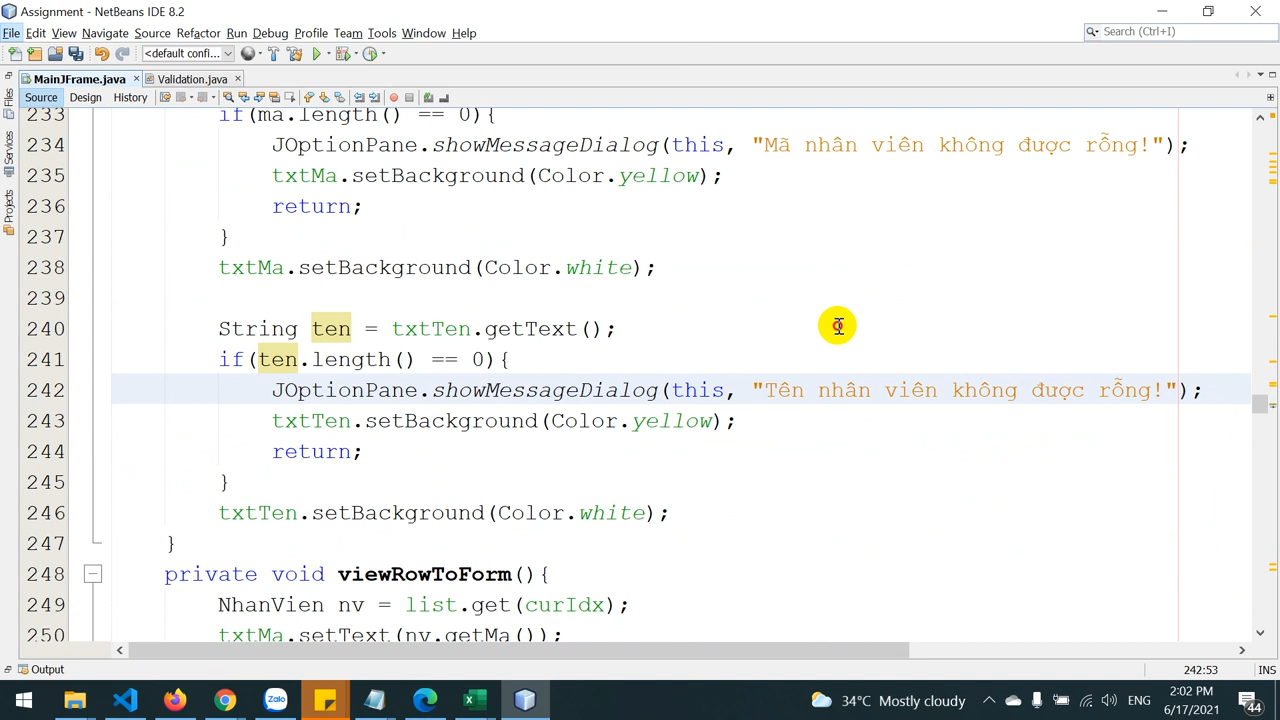 Assignment - NetBeans IDE 8.2
File Edit View Navigate Source Refactor Run Debug Profile Team Tools Window Help
Search (Ctrl+I)
<default confi...
MainJFrame.java
Validation.java
Source Design History
Files
Services
Projects
233 if(ma.length() == 0){
234 JOptionPane.showMessageDialog(this, "Mã nhân viên không được rỗng!");
235 txtMa.setBackground(Color.yellow);
236 return;
237 }
238 txtMa.setBackground(Color.white);
239
240 String ten = txtTen.getText();
241 if(ten.length() == 0){
242 JOptionPane.showMessageDialog(this, "Tên nhân viên không được rỗng!");
243 txtTen.setBackground(Color.yellow);
244 return;
245 }
246 txtTen.setBackground(Color.white);
247 }
248 private void viewRowToForm(){
249 NhanVien nv = list.get(curIdx);
250 txtMa.setText(nv.getMa());
Output
242:53 INS
Zalo
34°C Mostly cloudy
ENG
2:02 PM
6/17/2021
44